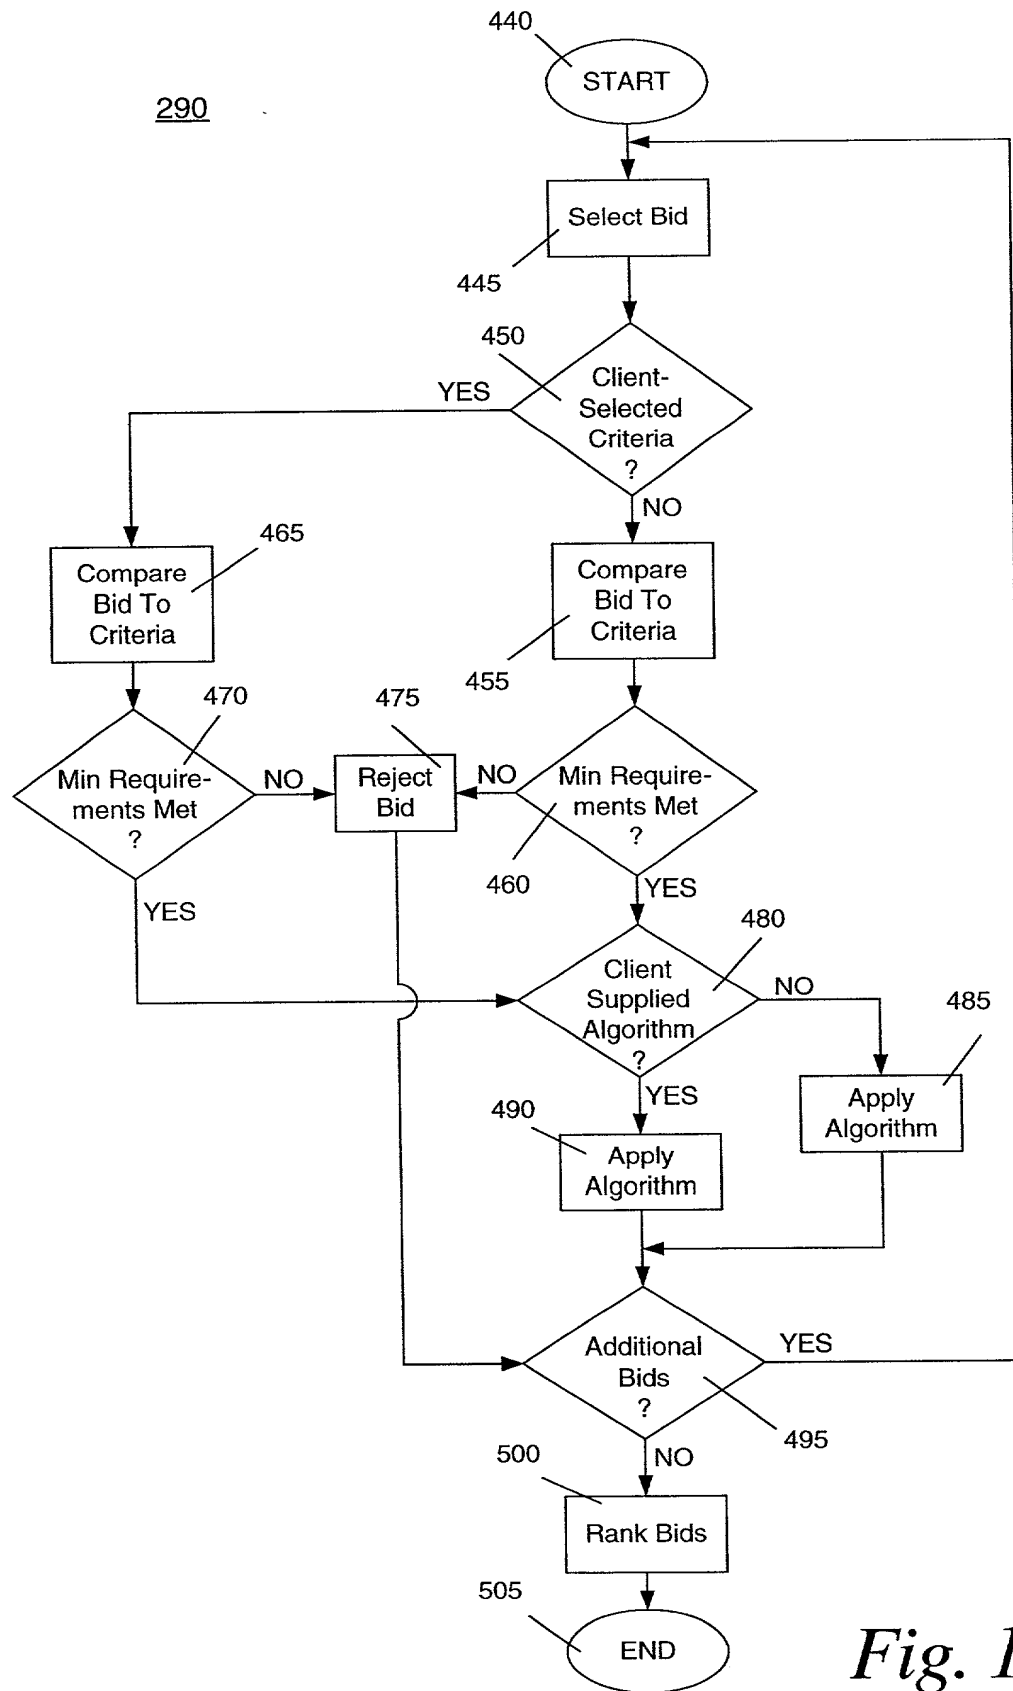 440
START
290
Select Bid
445
450
Client-
Selected
Criteria
?
YES
NO
465
Compare
Bid To
Criteria
Compare
Bid To
Criteria
455
470
475
Min Require-
ments Met
?
NO
Reject
Bid
NO
Min Require-
ments Met
?
460
YES
YES
480
Client
Supplied
Algorithm
?
NO
485
YES
490
Apply
Algorithm
Apply
Algorithm
Additional
Bids
?
YES
495
500
NO
Rank Bids
505
END
Fig. 1